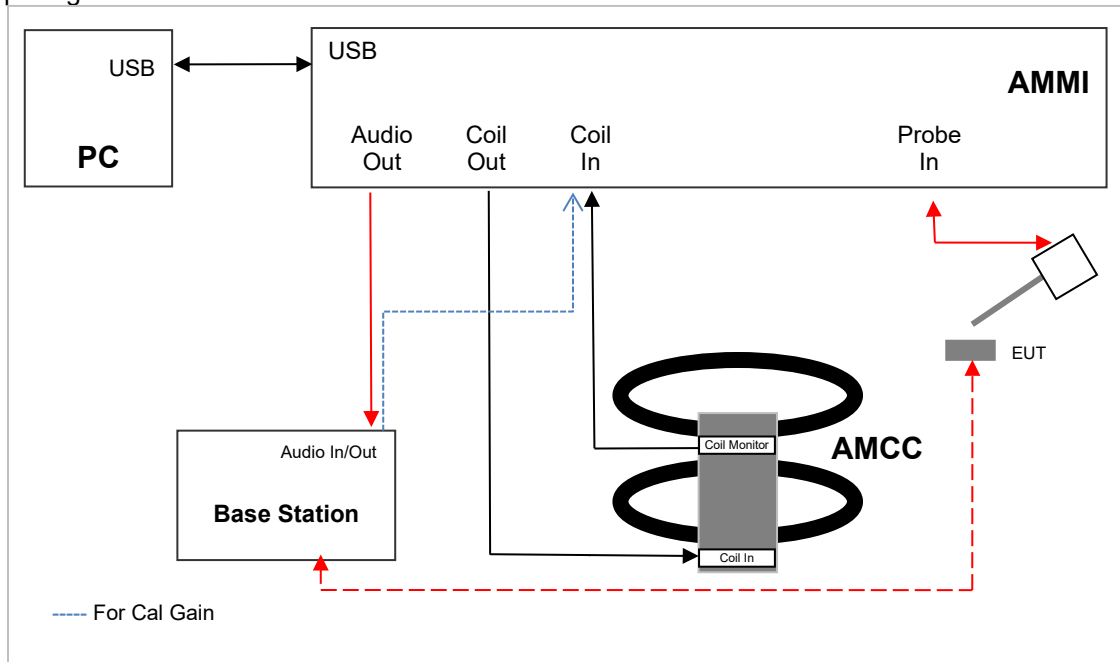 USB
PC
USB
AMMI
Audio
Out
Coil
Out
Coil
In
Probe
In
EUT
Coil Monitor
AMCC
Coil In
Audio In/Out
Base Station
For Cal Gain